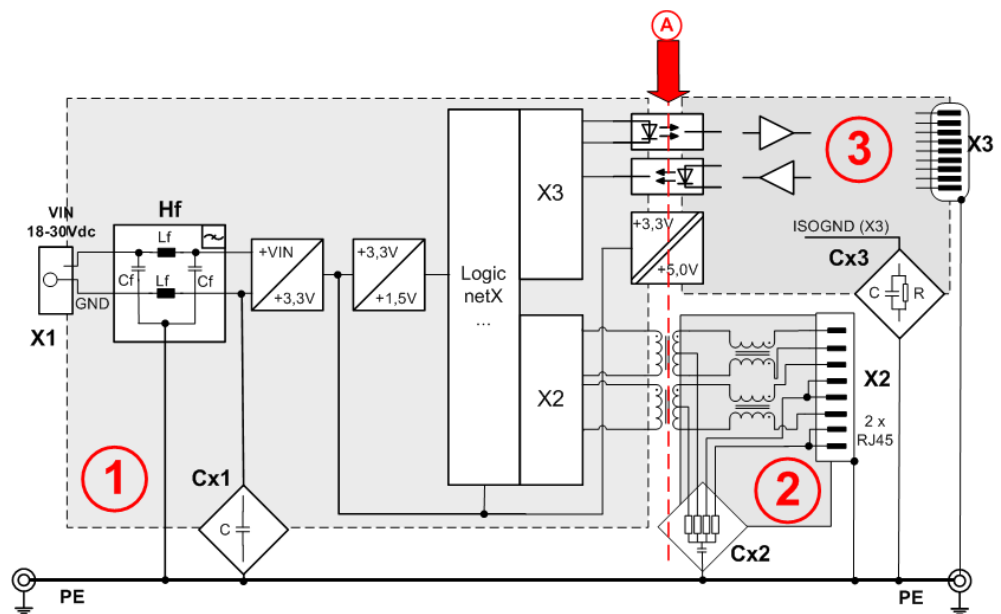 A
X3
3
VIN
18-30Vdc
Hf
X3
ISOGND (X3)
Lf
+3,3V
+5,0V
Cx3
+VIN
+3,3V
+3,3V
+1,5V
Logic
netX
...
Cf
Lf
Cf
GND
C
R
X1
X2
X2
2 x
RJ45
1
Cx1
2
C
Cx2
PE
PE